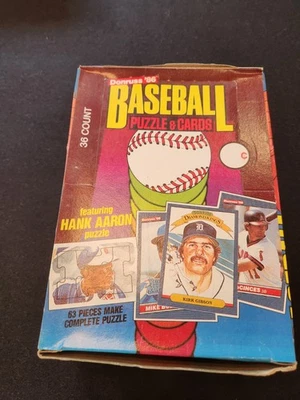 Donruss '86
BASEBALL
PUZZLE & CARDS
36 COUNT
C
featuring
HANK AARON
puzzle
63 PIECES MAKE
COMPLETE PUZZLE
DIAMOND KINGS
KIRK GIBSON